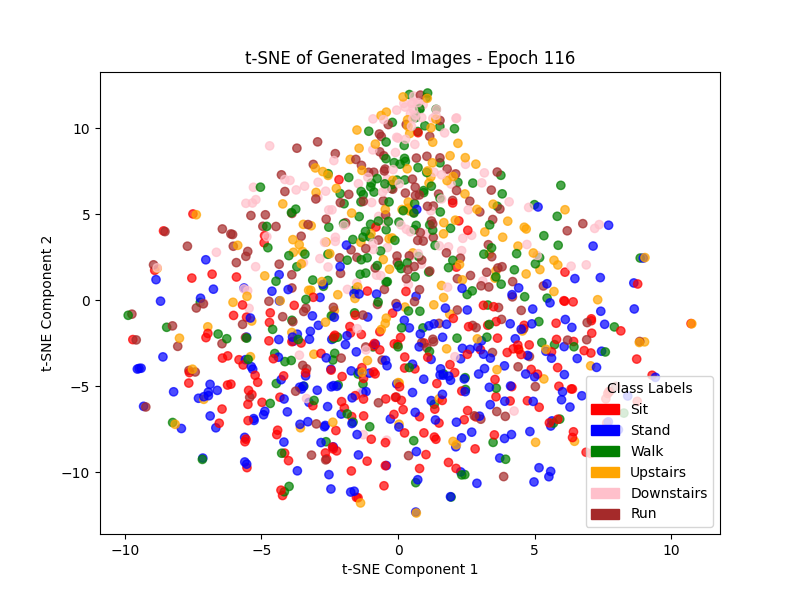 t-SNE of Generated Images - Epoch 116
10
5
0
−5
−10
t-SNE Component 2
−10
−5
0
5
10
t-SNE Component 1
Class Labels
Sit
Stand
Walk
Upstairs
Downstairs
Run